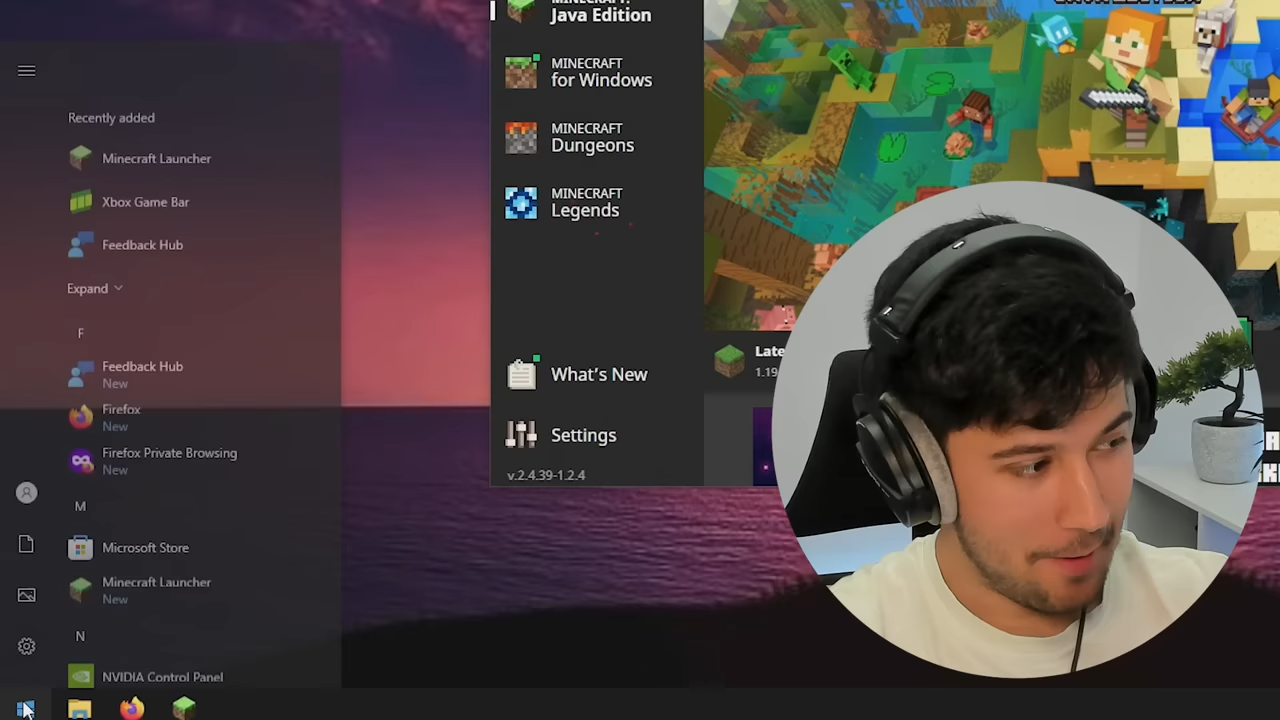 Recently added
Minecraft Launcher
Xbox Game Bar
Feedback Hub
Expand
F
Feedback Hub
New
Firefox
New
Firefox Private Browsing
New
M
Microsoft Store
Minecraft Launcher
New
N
NVIDIA Control Panel
MINECRAFT:
Java Edition
MINECRAFT
for Windows
MINECRAFT
Dungeons
MINECRAFT
Legends
What's New
Settings
v.2.4.39-1.2.4
Late
1.19